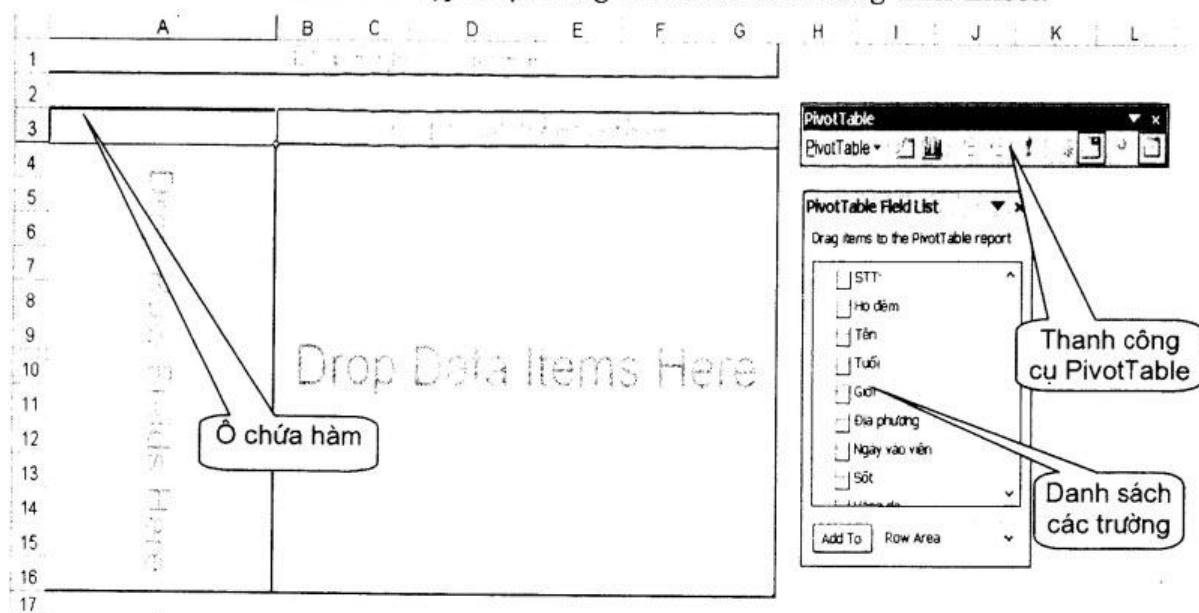 A B C D E F G H I J K L
1
2
3
4
5
6
7
8
9
10
11
12
13
14
15
16
17
Drop Data Items Here
Fields Here
Ô chứa hàm
PivotTable
PivotTable
PivotTable Field List
Drag items to the PivotTable report
STT
Họ đệm
Tên
Tuổi
Giới
Địa phương
Ngày vào viện
Sốt
Add To Row Area
Thanh công
cụ PivotTable
Danh sách
các trường